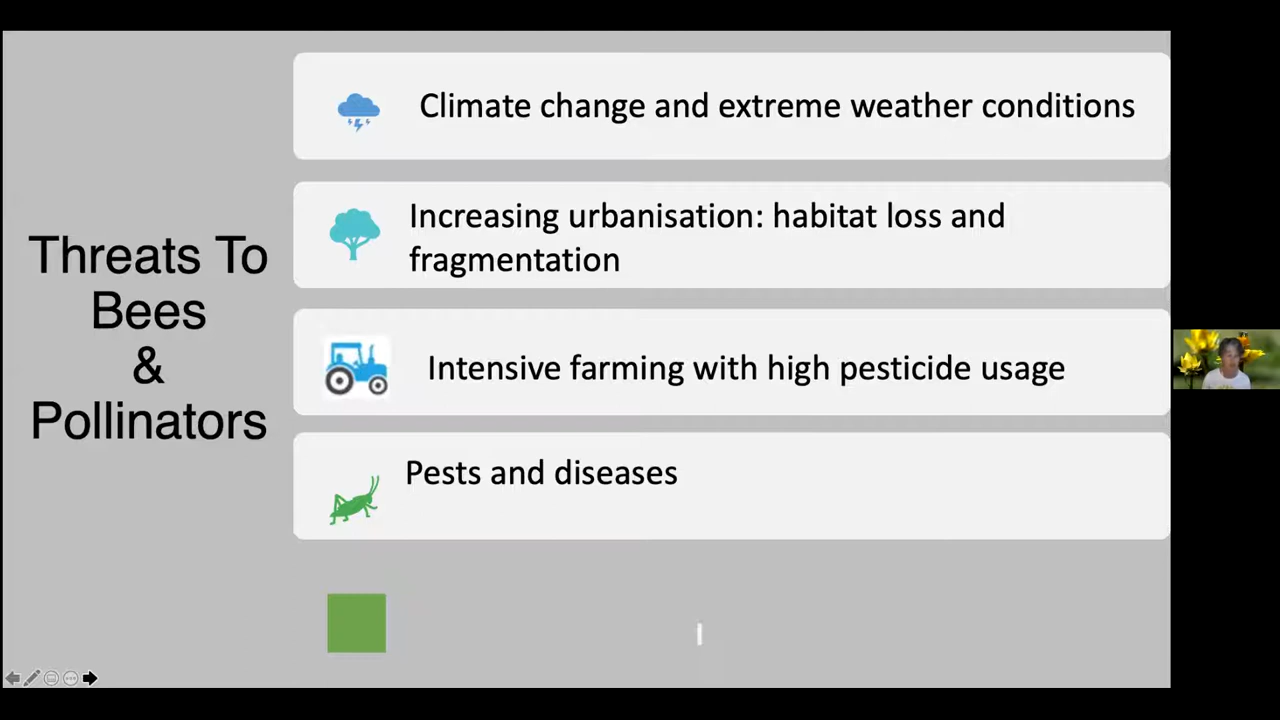 Threats To
Bees
&
Pollinators
Climate change and extreme weather conditions
Increasing urbanisation: habitat loss and
fragmentation
Intensive farming with high pesticide usage
Pests and diseases